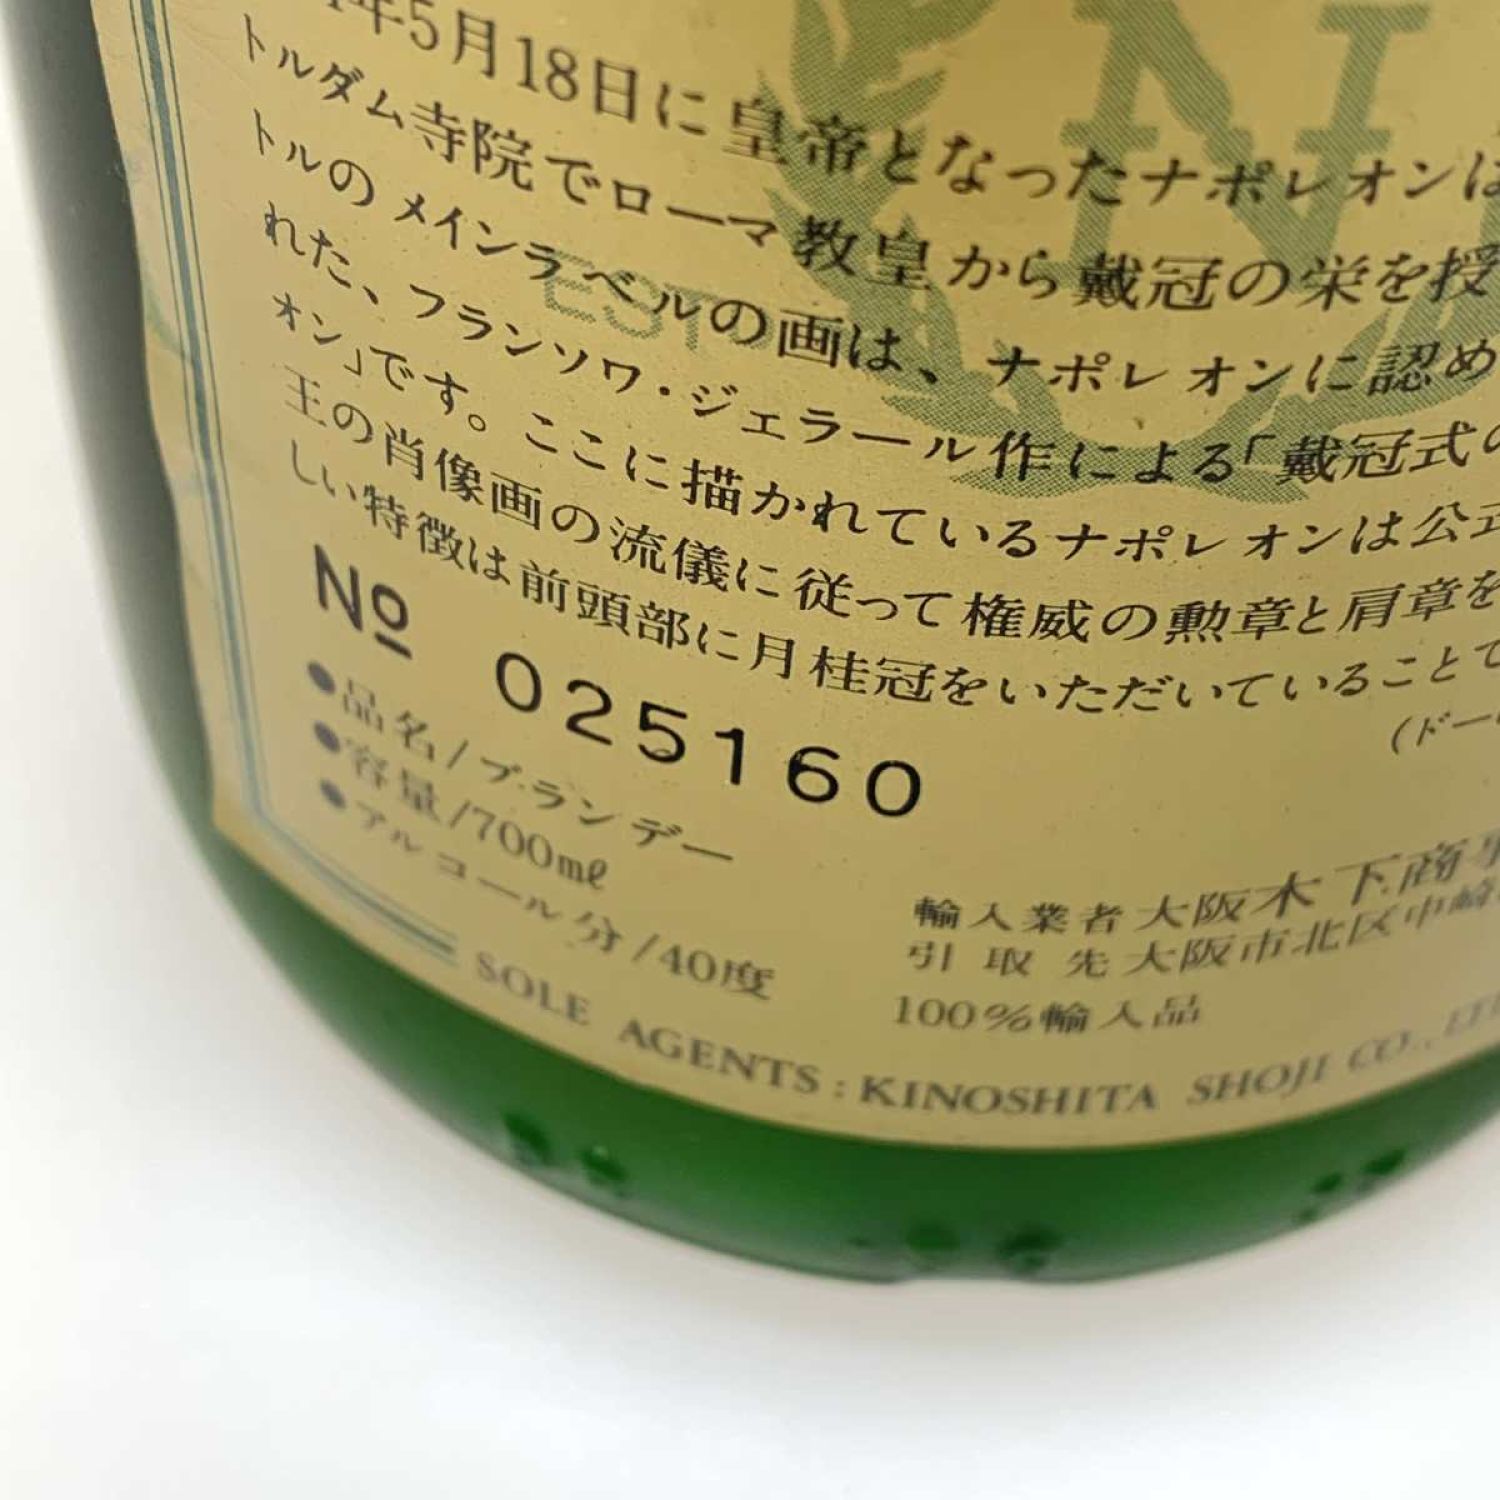 年5月18日に皇帝となったナポレオンは
トルダム寺院でローマ教皇から戴冠の栄を授
トルのメインラベルの画は、ナポレオンに認め
れた、フランソワ・ジェラール作による「戴冠式の
オン」です。ここに描かれているナポレオンは公式
王の肖像画の流儀に従って権威の勲章と肩章を
しい特徴は前頭部に月桂冠をいただいていることで
(ドー
EST
N
№ 025160
●品名/ブランデー
●容量/700mℓ
●アルコール分/40度
輸入業者 大阪木下商事
引取先 大阪市北区中崎
100%輸入品
SOLE AGENTS : KINOSHITA SHOJI CO., LTD